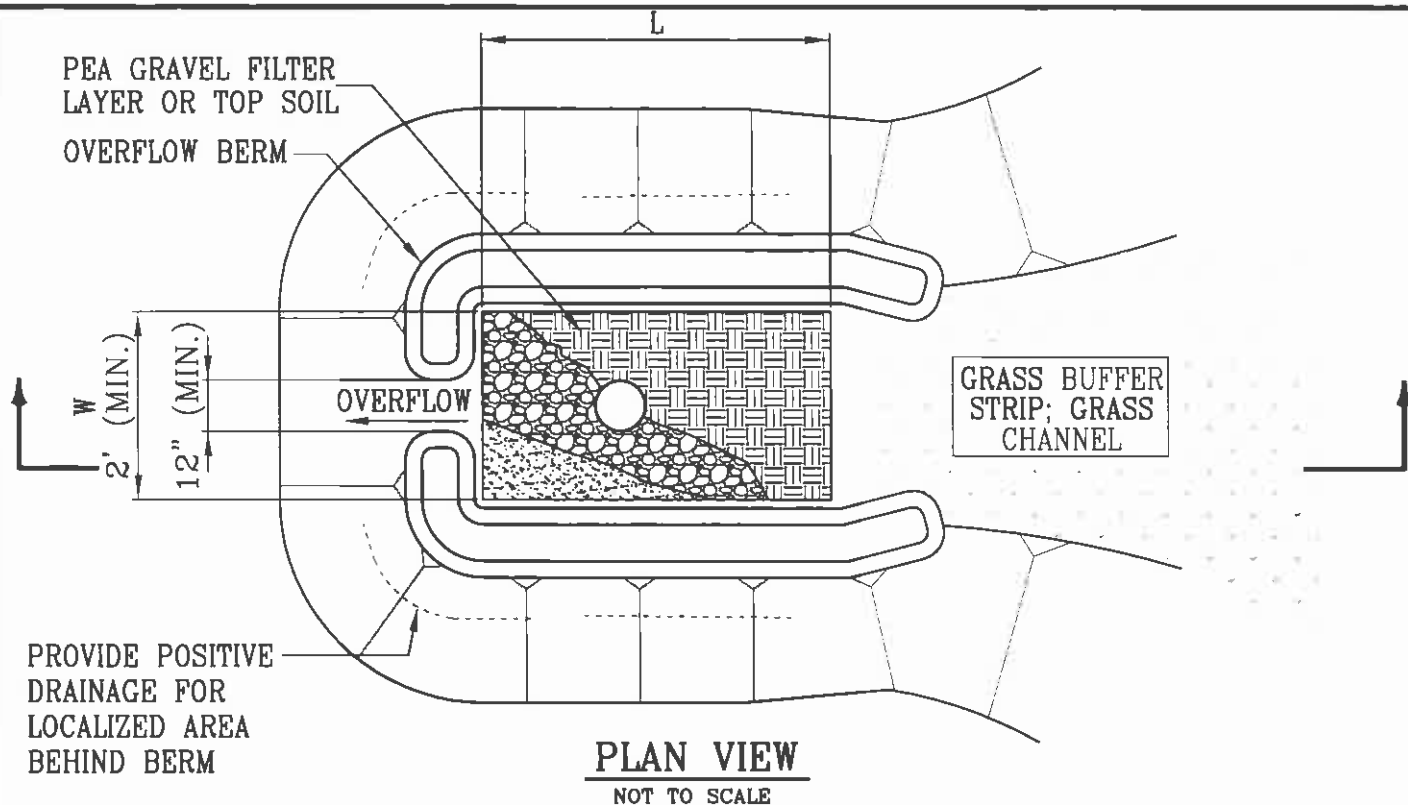 L
PEA GRAVEL FILTER
LAYER OR TOP SOIL
OVERFLOW BERM
W
2' (MIN.)
12" (MIN.)
OVERFLOW
GRASS BUFFER
STRIP; GRASS
CHANNEL
PROVIDE POSITIVE
DRAINAGE FOR
LOCALIZED AREA
BEHIND BERM
PLAN VIEW
NOT TO SCALE